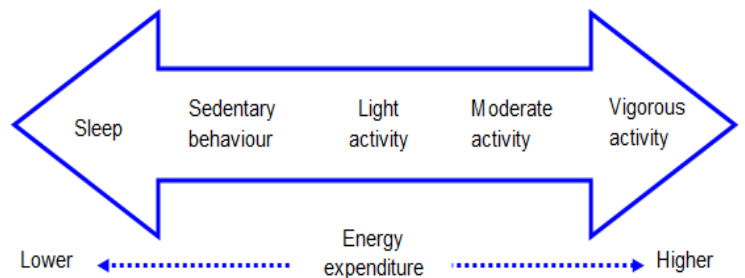 Sleep
Sedentary
behaviour
Light
activity
Moderate
activity
Vigorous
activity
Lower
Energy
expenditure
Higher